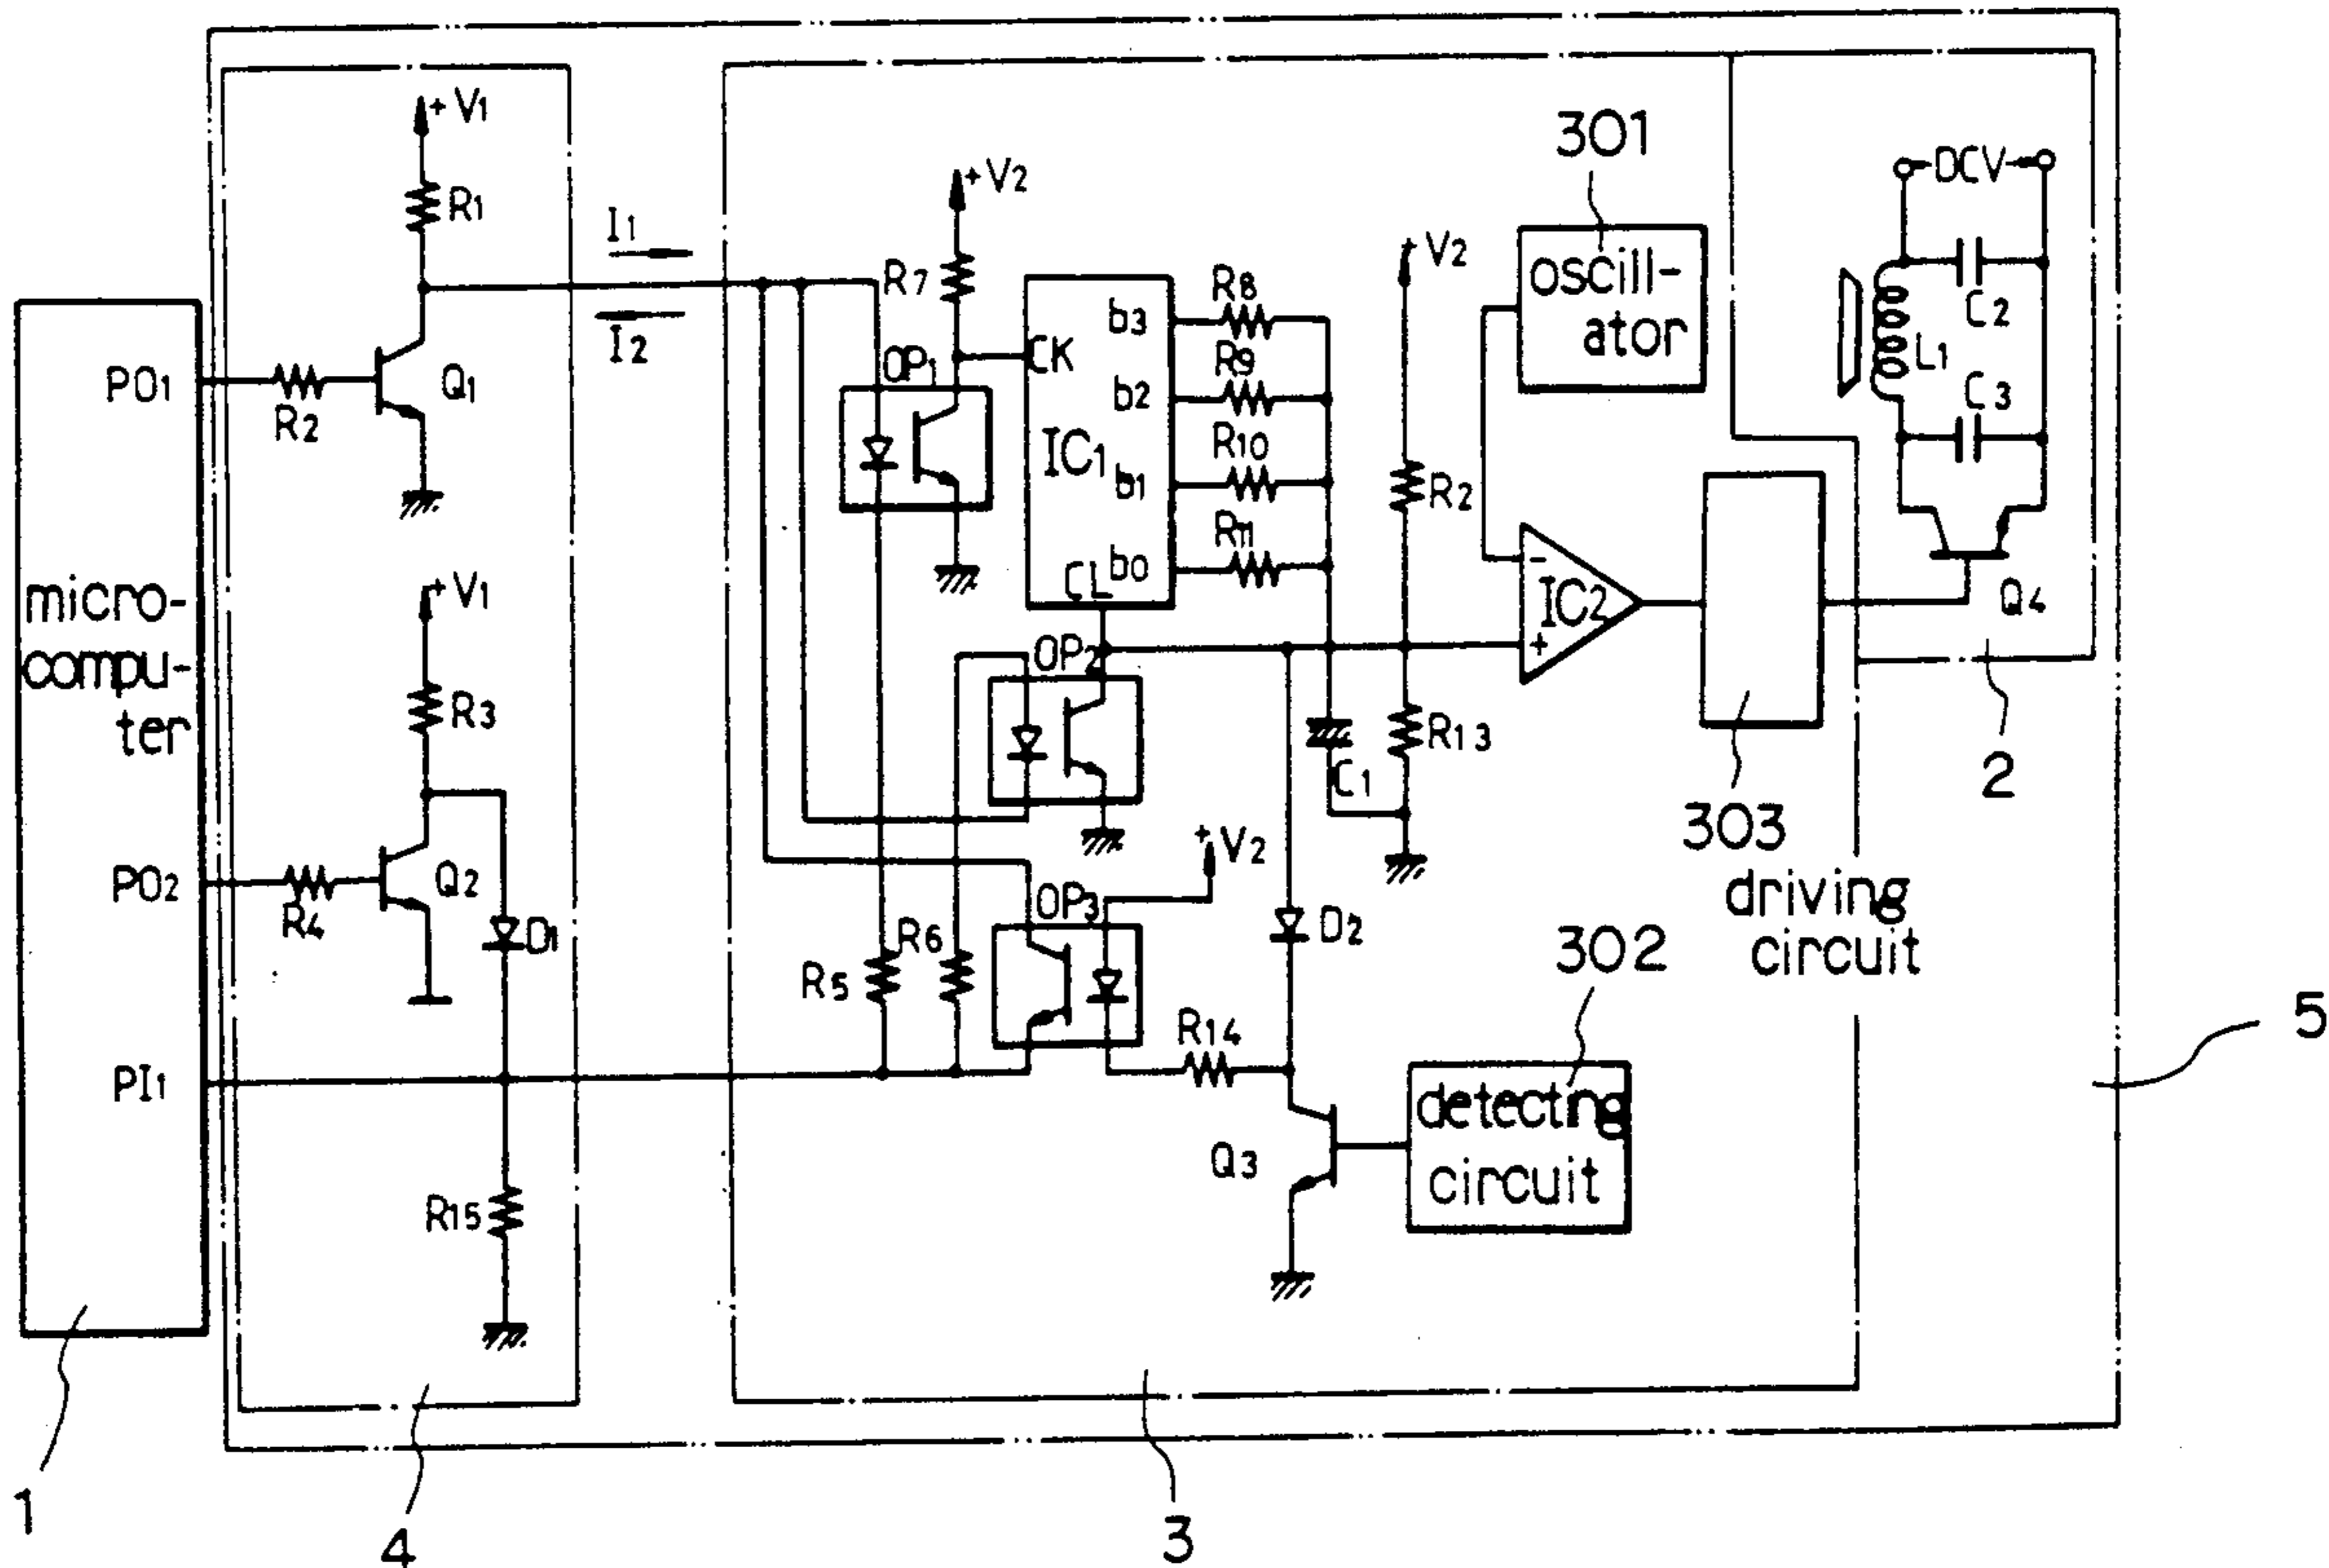 +V1
R1
PO1
R2
Q1
+V1
R3
micro-
compu-
ter
PO2
R4
Q2
D1
PI1
R15
I1
I2
+V2
R7
OP1
CK
IC1
b3
b2
b1
b0
CL
R8
R9
R10
R11
OP2
C1
+V2
R2
R13
+V2
OP3
R5
R6
R14
D2
Q3
301
oscill-
ator
-
+
IC2
DCV
C2
L1
C3
Q4
2
303
driving
circuit
302
detecting
circuit
5
1
4
3